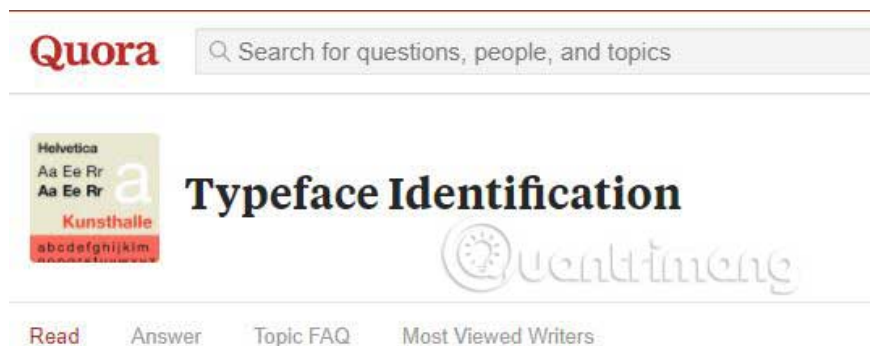 Quora
Search for questions, people, and topics
Helvetica
Aa Ee Rr
a
Aa Ee Rr
Kunsthalle
abcdefghijklm
Typeface Identification
Quantrimang
Read Answer Topic FAQ Most Viewed Writers